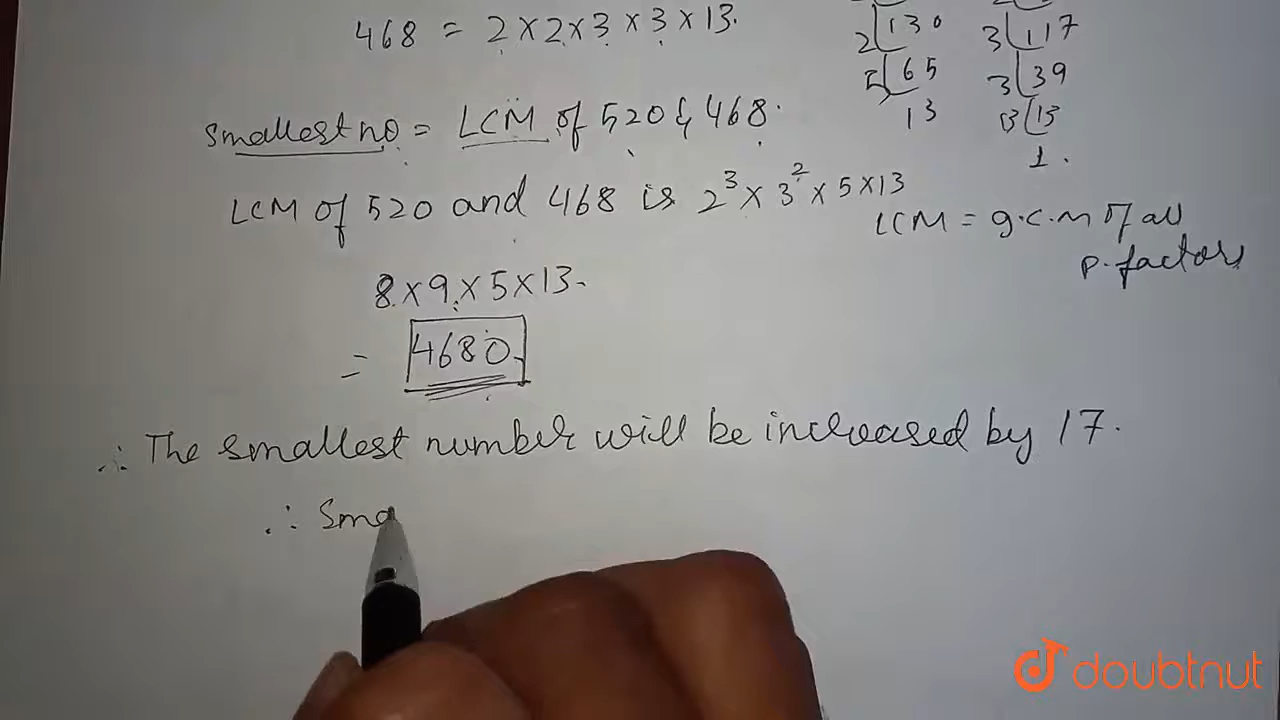 468 = 2 × 2 × 3 × 3 × 13.
2 130
5 65
13
3 117
3 39
13 13
1.
Smallest no = LCM of 520 & 468.
LCM of 520 and 468 is 2³ × 3² × 5 × 13
LCM = g.c.m of all
p. factors
8 × 9 × 5 × 13.
= 4680.
∴ The smallest number will be increased by 17.
∴ Sma
doubtnut